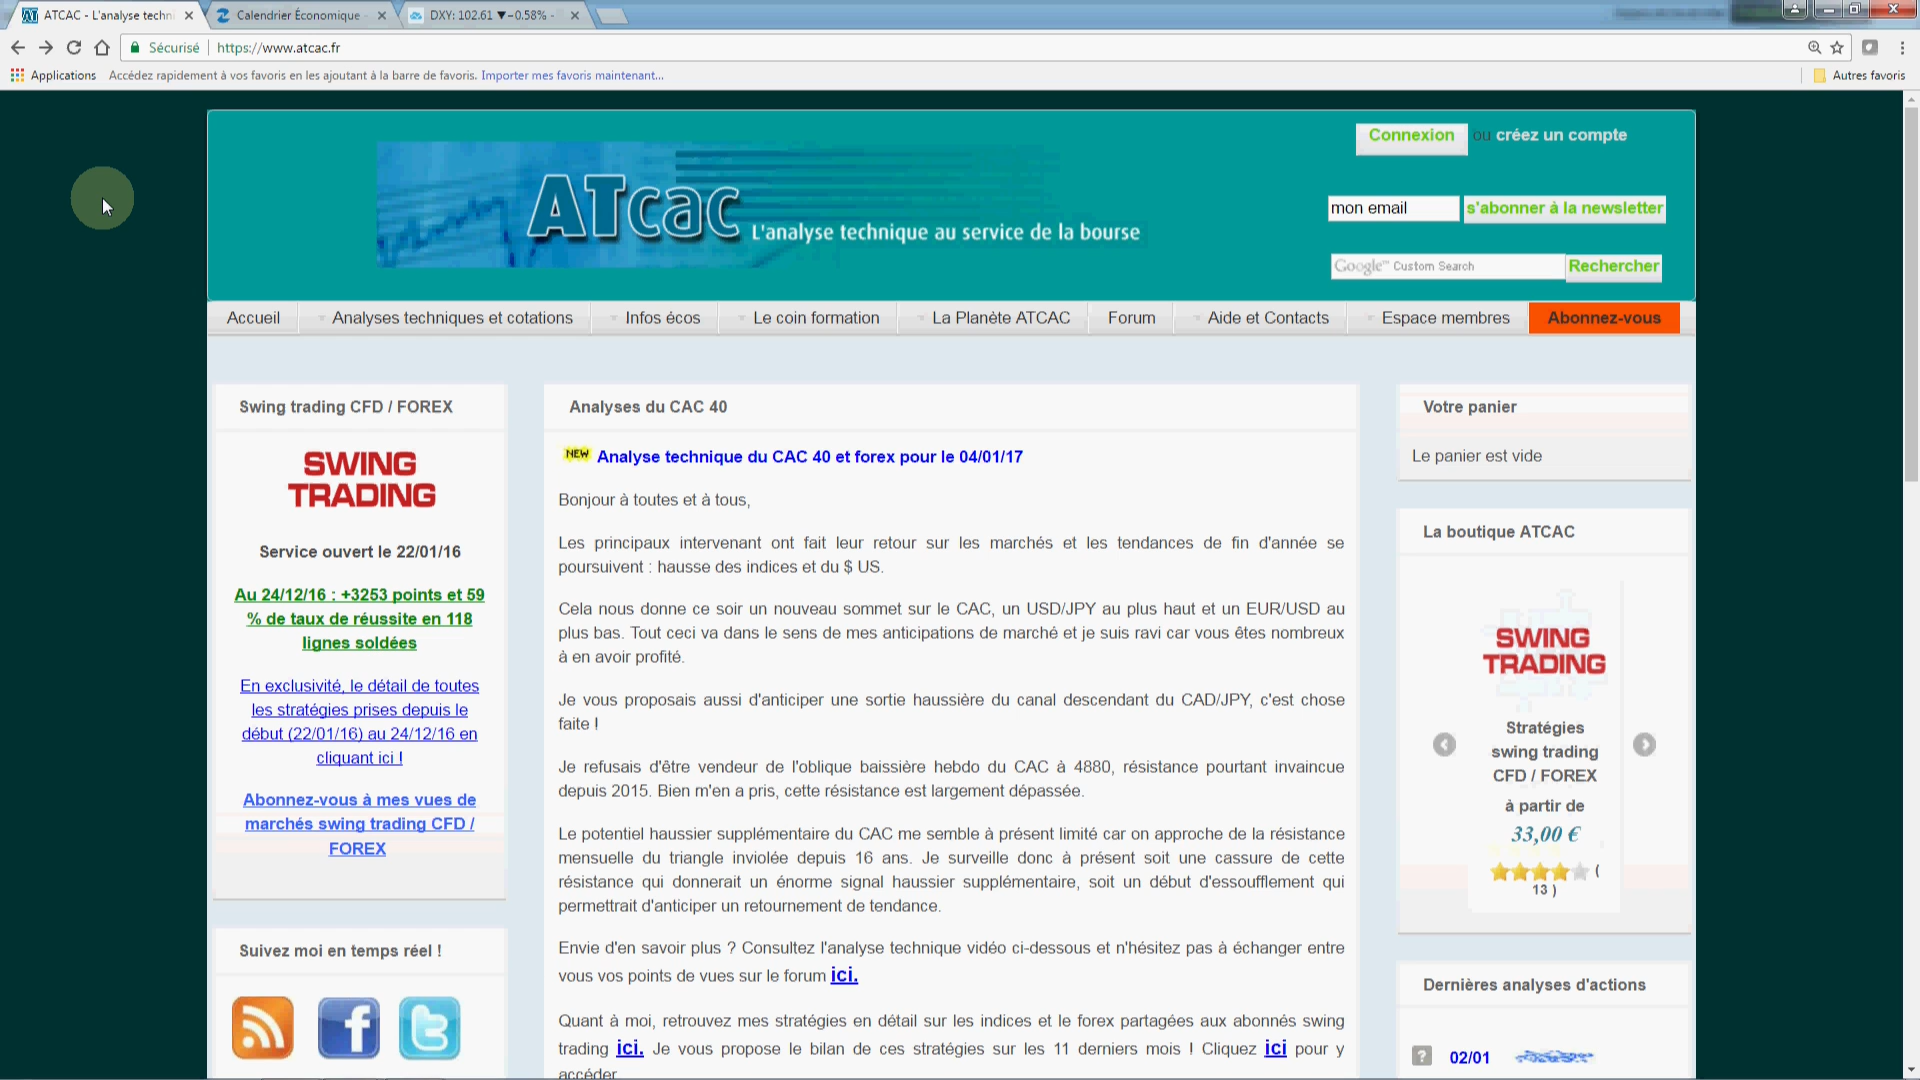 ATCAC - L'analyse techni
Calendrier Économique -
DXY: 102.61 ▼−0.58% -
Sécurisé
https://www.atcac.fr
Applications
Accédez rapidement à vos favoris en les ajoutant à la barre de favoris. Importer mes favoris maintenant...
Autres favoris
ATcac
L'analyse technique au service de la bourse
Connexion ou créez un compte
mon email s'abonner à la newsletter
Google™ Custom Search Rechercher
Accueil
Analyses techniques et cotations
Infos écos
Le coin formation
La Planète ATCAC
Forum
Aide et Contacts
Espace membres
Abonnez-vous
Swing trading CFD / FOREX
SWING
TRADING
Service ouvert le 22/01/16
Au 24/12/16 : +3253 points et 59
% de taux de réussite en 118
lignes soldées
En exclusivité, le détail de toutes
les stratégies prises depuis le
début (22/01/16) au 24/12/16 en
cliquant ici !
Abonnez-vous à mes vues de
marchés swing trading CFD /
FOREX
Suivez moi en temps réel !
Analyses du CAC 40
NEW Analyse technique du CAC 40 et forex pour le 04/01/17
Bonjour à toutes et à tous,
Les principaux intervenant ont fait leur retour sur les marchés et les tendances de fin d'année se
poursuivent : hausse des indices et du $ US.
Cela nous donne ce soir un nouveau sommet sur le CAC, un USD/JPY au plus haut et un EUR/USD au
plus bas. Tout ceci va dans le sens de mes anticipations de marché et je suis ravi car vous êtes nombreux
à en avoir profité.
Je vous proposais aussi d'anticiper une sortie haussière du canal descendant du CAD/JPY, c'est chose
faite !
Je refusais d'être vendeur de l'oblique baissière hebdo du CAC à 4880, résistance pourtant invaincue
depuis 2015. Bien m'en a pris, cette résistance est largement dépassée.
Le potentiel haussier supplémentaire du CAC me semble à présent limité car on approche de la résistance
mensuelle du triangle inviolée depuis 16 ans. Je surveille donc à présent soit une cassure de cette
résistance qui donnerait un énorme signal haussier supplémentaire, soit un début d'essoufflement qui
permettrait d'anticiper un retournement de tendance.
Envie d'en savoir plus ? Consultez l'analyse technique vidéo ci-dessous et n'hésitez pas à échanger entre
vous vos points de vues sur le forum ici.
Quant à moi, retrouvez mes stratégies en détail sur les indices et le forex partagées aux abonnés swing
trading ici. Je vous propose le bilan de ces stratégies sur les 11 derniers mois ! Cliquez ici pour y
accéder
Votre panier
Le panier est vide
La boutique ATCAC
SWING
TRADING
Stratégies
swing trading
CFD / FOREX
à partir de
33,00 €
(
13 )
Dernières analyses d'actions
02/01